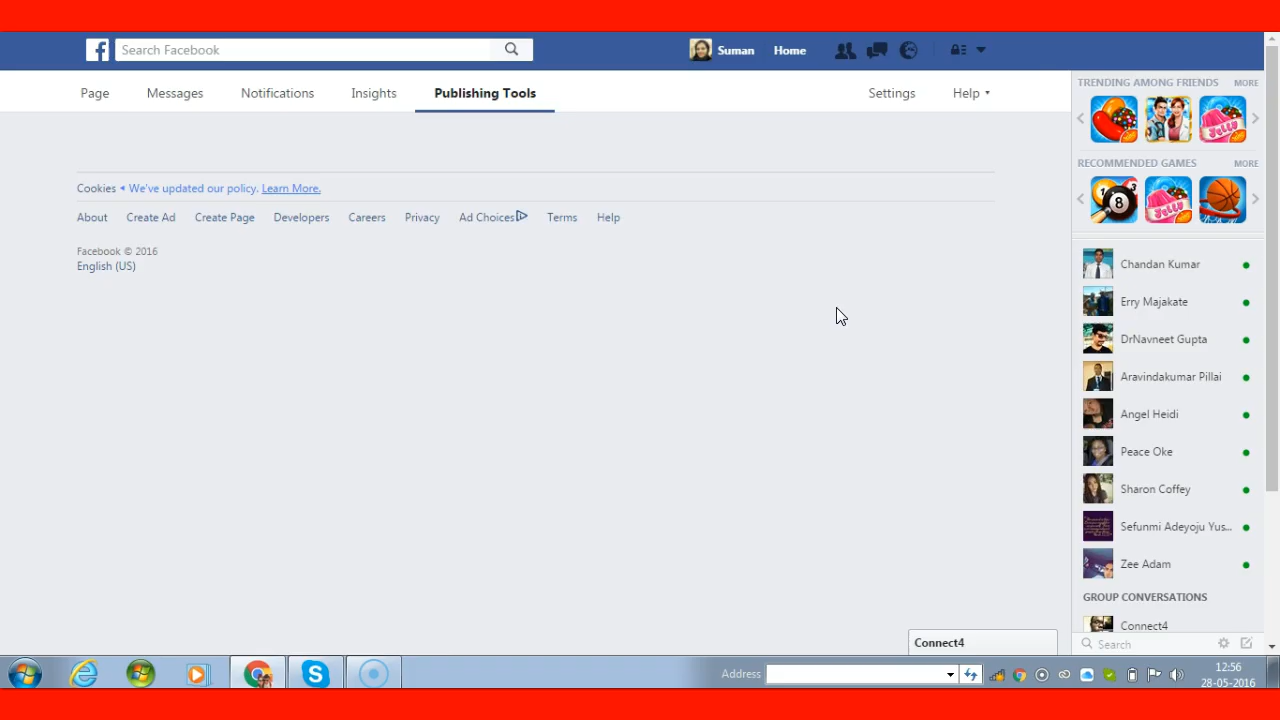 Search Facebook
Suman Home
Page Messages Notifications Insights Publishing Tools Settings Help
Cookies We've updated our policy. Learn More.
About Create Ad Create Page Developers Careers Privacy Ad Choices Terms Help
Facebook © 2016
English (US)
TRENDING AMONG FRIENDS MORE
RECOMMENDED GAMES MORE
Chandan Kumar
Erry Majakate
DrNavneet Gupta
Aravindakumar Pillai
Angel Heidi
Peace Oke
Sharon Coffey
Sefunmi Adeyoju Yus...
Zee Adam
GROUP CONVERSATIONS
Connect4
Search
Connect4
Address
12:56
28-05-2016